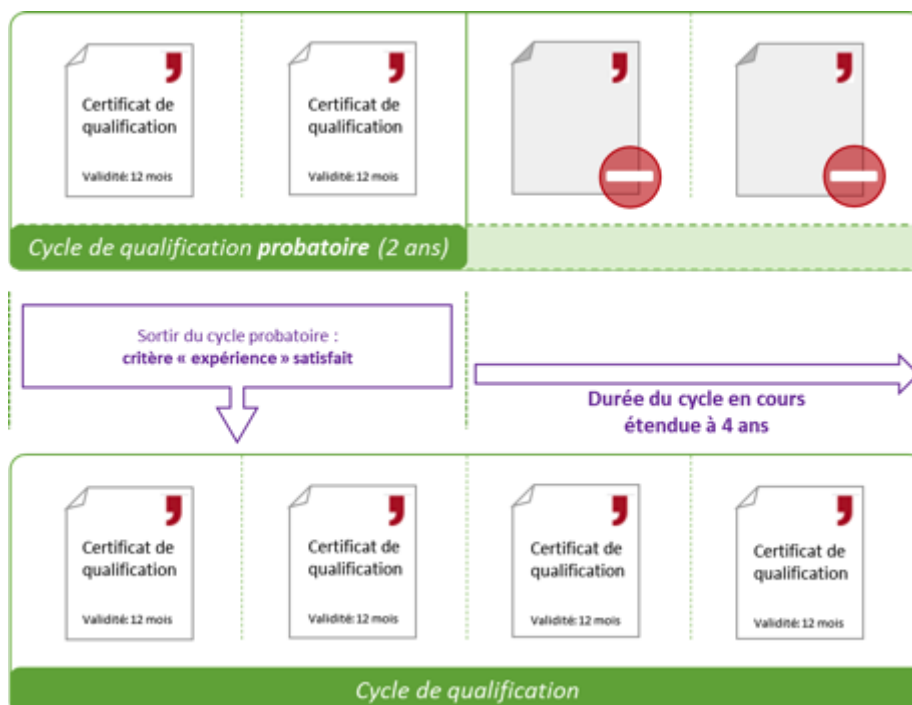 Certificat de
qualification
Validité: 12 mois
Certificat de
qualification
Validité: 12 mois
Cycle de qualification probatoire (2 ans)
Sortir du cycle probatoire :
critère « expérience » satisfait
Durée du cycle en cours
étendue à 4 ans
Certificat de
qualification
Validité: 12 mois
Certificat de
qualification
Validité: 12 mois
Certificat de
qualification
Validité: 12 mois
Certificat de
qualification
Validité: 12 mois
Cycle de qualification